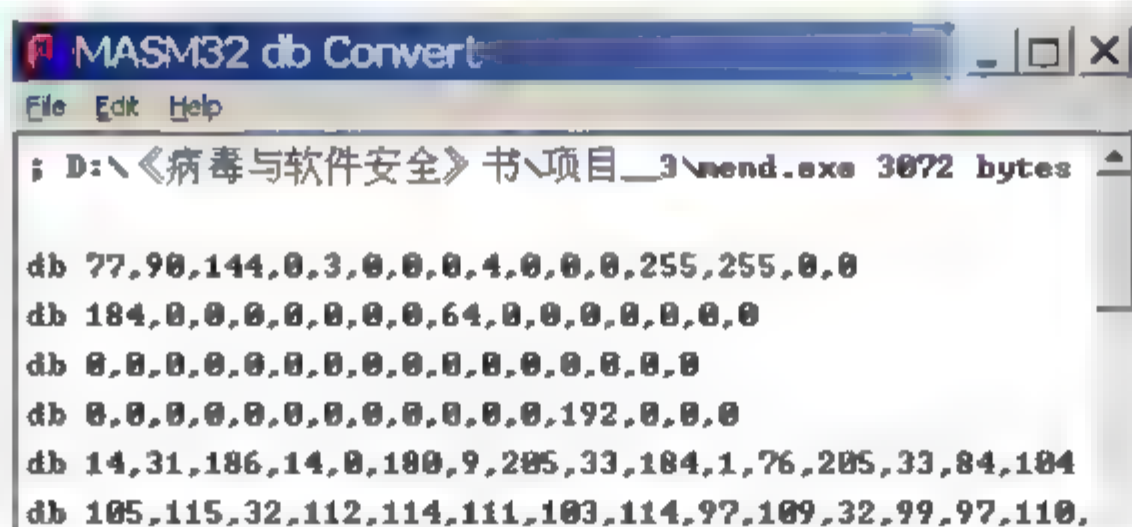 MASM32 db Convert
File Edit Help
; D:\《病毒与软件安全》书\项目__3\mend.exe 3072 bytes
db 77,90,144,0,3,0,0,0,4,0,0,0,255,255,0,0
db 184,0,0,0,0,0,0,0,64,0,0,0,0,0,0,0
db 0,0,0,0,0,0,0,0,0,0,0,0,0,0,0,0
db 0,0,0,0,0,0,0,0,0,0,0,0,192,0,0,0
db 14,31,186,14,0,180,9,205,33,184,1,76,205,33,84,104
db 105,115,32,112,114,111,103,114,97,109,32,99,97,110,